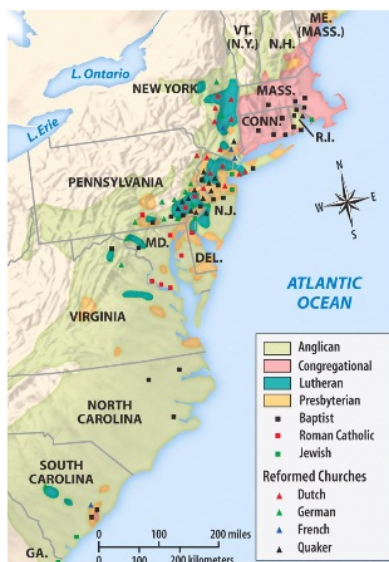 ME.
(MASS.)
VT.
(N.Y.)
N.H.
L. Ontario
NEW YORK
MASS.
CONN.
R.I.
L. Erie
PENNSYLVANIA
N.J.
MD.
DEL.
VIRGINIA
NORTH
CAROLINA
SOUTH
CAROLINA
GA.
N
W
E
S
ATLANTIC
OCEAN
Anglican
Congregational
Lutheran
Presbyterian
Baptist
Roman Catholic
Jewish
Reformed Churches
Dutch
German
French
Quaker
0 100 200 miles
0 100 200 kilometers